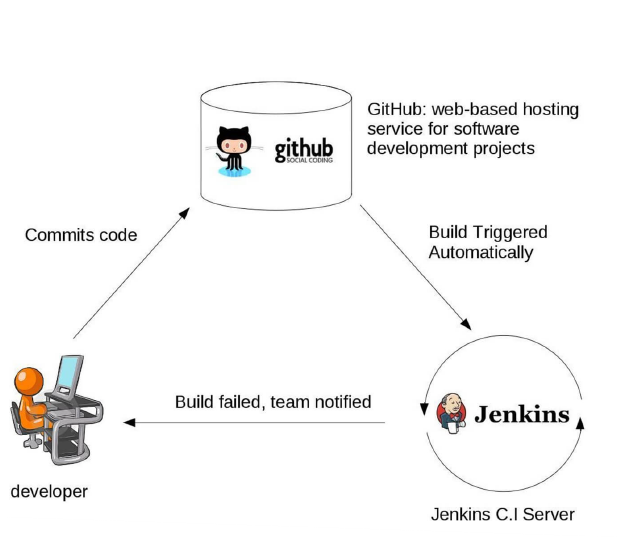 github
SOCIAL CODING
GitHub: web-based hosting
service for software
development projects
Commits code
Build Triggered
Automatically
Build failed, team notified
Jenkins
developer
Jenkins C.I Server